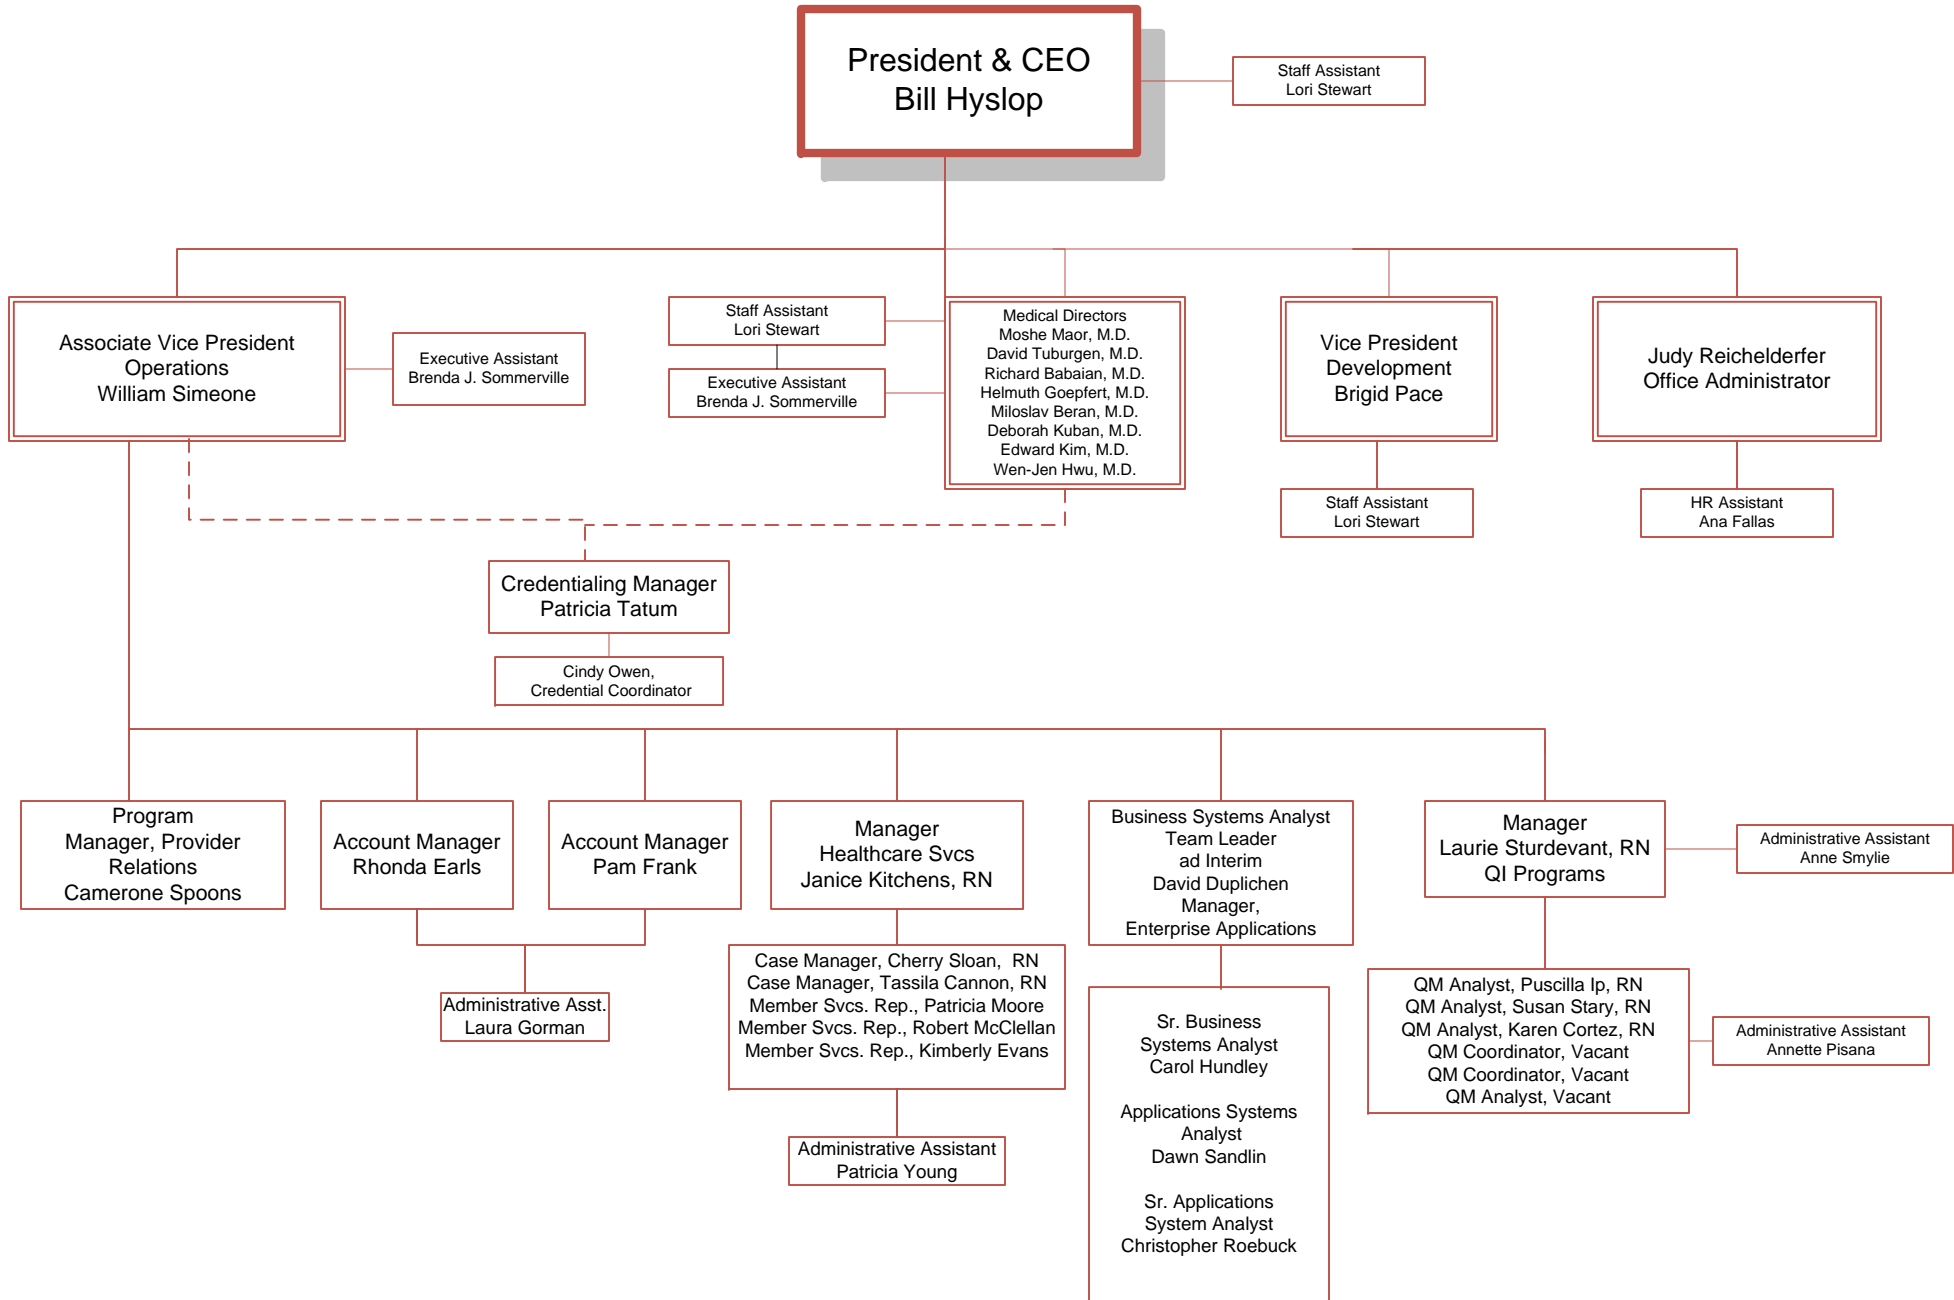 President & CEO
Bill Hyslop
Staff Assistant
Lori Stewart
Associate Vice President
Operations
William Simeone
Executive Assistant
Brenda J. Sommerville
Staff Assistant
Lori Stewart
Executive Assistant
Brenda J. Sommerville
Medical Directors
Moshe Maor, M.D.
David Tuburgen, M.D.
Richard Babaian, M.D.
Helmuth Goepfert, M.D.
Miloslav Beran, M.D.
Deborah Kuban, M.D.
Edward Kim, M.D.
Wen-Jen Hwu, M.D.
Vice President
Development
Brigid Pace
Staff Assistant
Lori Stewart
Judy Reichelderfer
Office Administrator
HR Assistant
Ana Fallas
Credentialing Manager
Patricia Tatum
Cindy Owen,
Credential Coordinator
Program
Manager, Provider
Relations
Camerone Spoons
Account Manager
Rhonda Earls
Account Manager
Pam Frank
Administrative Asst.
Laura Gorman
Manager
Healthcare Svcs
Janice Kitchens, RN
Case Manager, Cherry Sloan,  RN
Case Manager, Tassila Cannon, RN
Member Svcs. Rep., Patricia Moore
Member Svcs. Rep., Robert McClellan
Member Svcs. Rep., Kimberly Evans
Administrative Assistant
Patricia Young
Business Systems Analyst
Team Leader
ad Interim
David Duplichen
Manager,
Enterprise Applications
Sr. Business
Systems Analyst
Carol Hundley
Applications Systems
Analyst
Dawn Sandlin
Sr. Applications
System Analyst
Christopher Roebuck
Manager
Laurie Sturdevant, RN
QI Programs
Administrative Assistant
Anne Smylie
QM Analyst, Puscilla Ip, RN
QM Analyst, Susan Stary, RN
QM Analyst, Karen Cortez, RN
QM Coordinator, Vacant
QM Coordinator, Vacant
QM Analyst, Vacant
Administrative Assistant
Annette Pisana